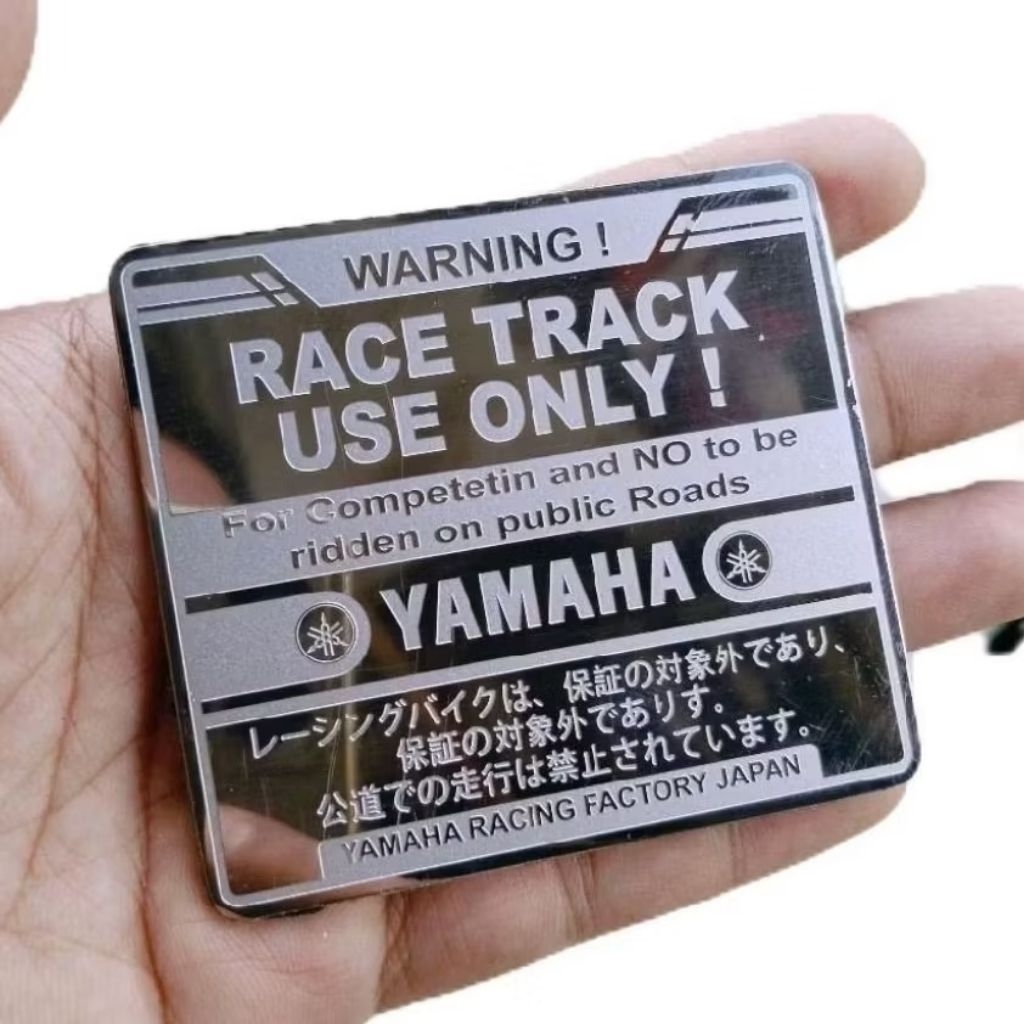 WARNING !
RACE TRACK
USE ONLY !
For Competetin and NO to be
ridden on public Roads
YAMAHA
レーシングバイクは、保証の対象外であり、
保証の対象外でありす。
公道での走行は禁止されています。
YAMAHA RACING FACTORY JAPAN